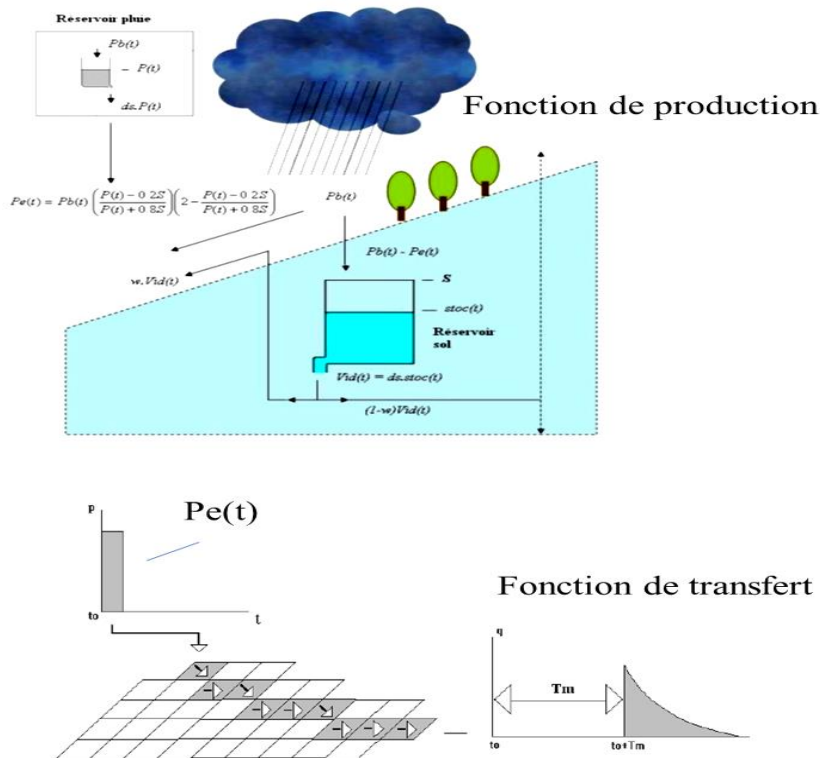 Reservoir pluie
Pb(t)
P(t)
ds.P(t)
Fonction de production
Pe(t) = Pb(t) (P(t) – 0 2S / P(t) + 0 8S) (2 – P(t) – 0 2S / P(t) + 0 8S)
Pb(t)
Pb(t) - Pe(t)
w.Vid(t)
S
stoc(t)
Réservoir
sol
Vid(t) = ds.stoc(t)
(1-w)Vid(t)
P
Pe(t)
to
t
Fonction de transfert
q
Tm
to
to+Tm